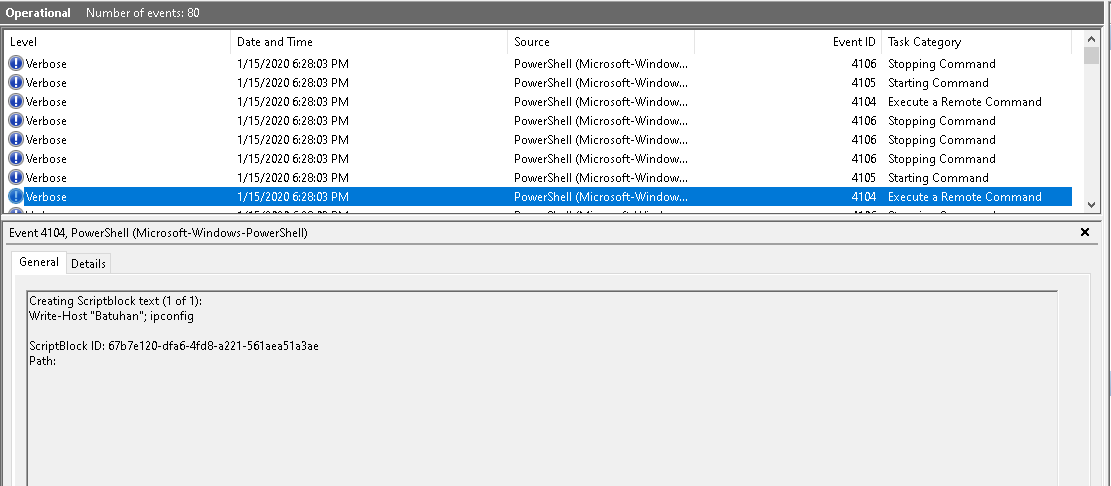 Operational Number of events: 80
Level Date and Time Source Event ID Task Category
Verbose 1/15/2020 6:28:03 PM PowerShell (Microsoft-Window... 4106 Stopping Command
Verbose 1/15/2020 6:28:03 PM PowerShell (Microsoft-Window... 4105 Starting Command
Verbose 1/15/2020 6:28:03 PM PowerShell (Microsoft-Window... 4104 Execute a Remote Command
Verbose 1/15/2020 6:28:03 PM PowerShell (Microsoft-Window... 4106 Stopping Command
Verbose 1/15/2020 6:28:03 PM PowerShell (Microsoft-Window... 4106 Stopping Command
Verbose 1/15/2020 6:28:03 PM PowerShell (Microsoft-Window... 4106 Stopping Command
Verbose 1/15/2020 6:28:03 PM PowerShell (Microsoft-Window... 4105 Starting Command
Verbose 1/15/2020 6:28:03 PM PowerShell (Microsoft-Window... 4104 Execute a Remote Command
Event 4104, PowerShell (Microsoft-Windows-PowerShell)
General Details
Creating Scriptblock text (1 of 1):
Write-Host "Batuhan"; ipconfig
ScriptBlock ID: 67b7e120-dfa6-4fd8-a221-561aea51a3ae
Path: